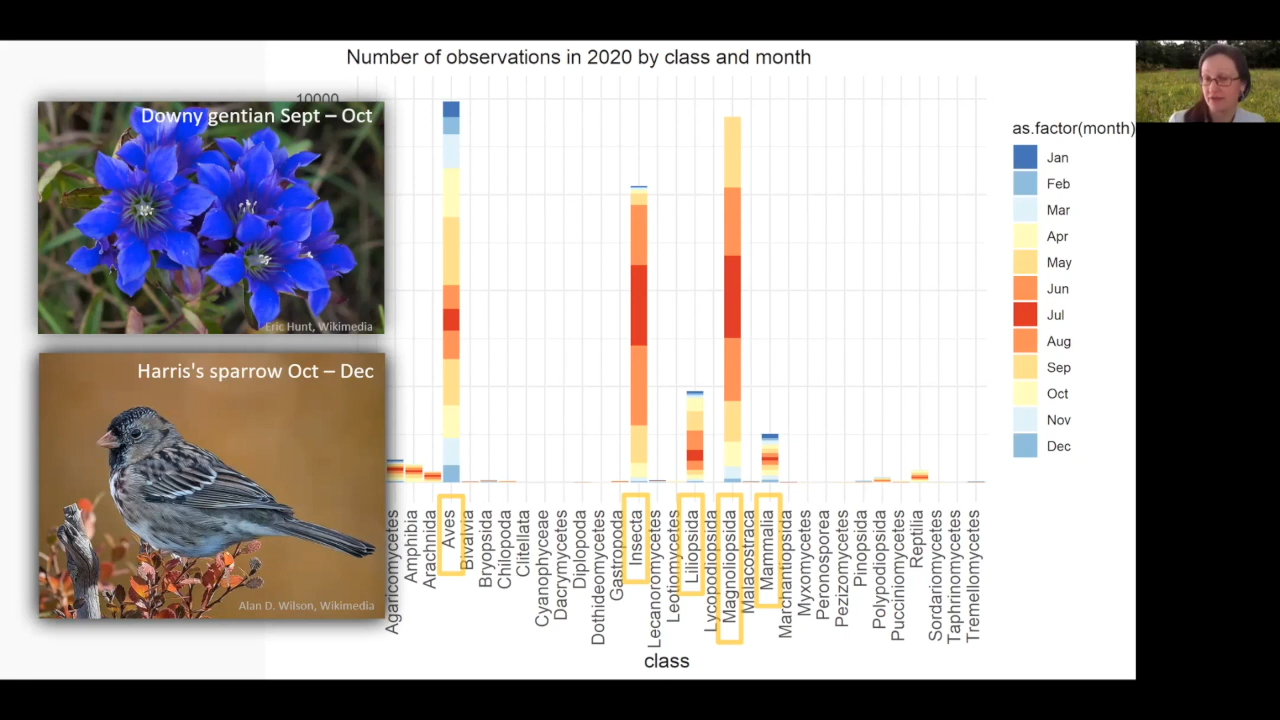 Number of observations in 2020 by class and month
10000
Downy gentian Sept – Oct
Eric Hunt, Wikimedia
Harris's sparrow Oct – Dec
Alan D. Wilson, Wikimedia
as.factor(month)
Jan
Feb
Mar
Apr
May
Jun
Jul
Aug
Sep
Oct
Nov
Dec
Agaricomycetes
Amphibia
Arachnida
Aves
Bivalvia
Bryopsida
Chilopoda
Clitellata
Cyanophyceae
Dacrymycetes
Diplopoda
Dothideomycetes
Gastropoda
Insecta
Lecanoromycetes
Leotiomycetes
Liliopsida
Lycopodiopsida
Magnoliopsida
Malacostraca
Mammalia
Marchantiopsida
Myxomycetes
Peronosporea
Pezizomycetes
Pinopsida
Polypodiopsida
Pucciniomycetes
Reptilia
Sordariomycetes
Taphrinomycetes
Tremellomycetes
class